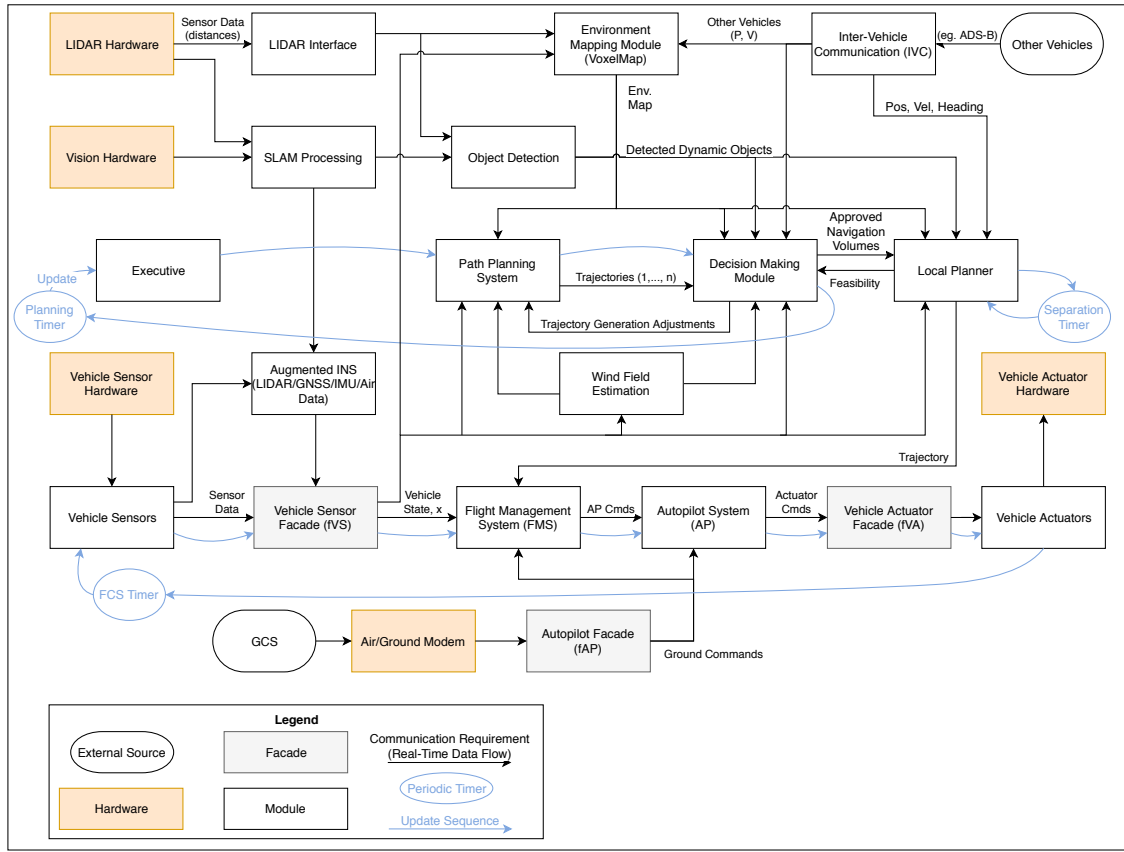 LIDAR Hardware
Sensor Data
(distances)
LIDAR Interface
Environment
Mapping Module
(VoxelMap)
Other Vehicles
(P, V)
Inter-Vehicle
Communication (IVC)
(eg. ADS-B)
Other Vehicles
Env.
Map
Pos, Vel, Heading
Vision Hardware
SLAM Processing
Object Detection
Detected Dynamic Objects
Approved
Navigation
Volumes
Executive
Path Planning
System
Trajectories (1,..., n)
Decision Making
Module
Feasibility
Local Planner
Update
Planning
Timer
Separation
Timer
Trajectory Generation Adjustments
Vehicle Sensor
Hardware
Augmented INS
(LIDAR/GNSS/IMU/Air
Data)
Wind Field
Estimation
Vehicle Actuator
Hardware
Trajectory
Vehicle Sensors
Sensor
Data
Vehicle Sensor
Facade (fVS)
Vehicle
State, x
Flight Management
System (FMS)
AP Cmds
Autopilot System
(AP)
Actuator
Cmds
Vehicle Actuator
Facade (fVA)
Vehicle Actuators
FCS Timer
GCS
Air/Ground Modem
Autopilot Facade
(fAP)
Ground Commands
Legend
External Source
Facade
Communication Requirement
(Real-Time Data Flow)
Hardware
Module
Periodic Timer
Update Sequence